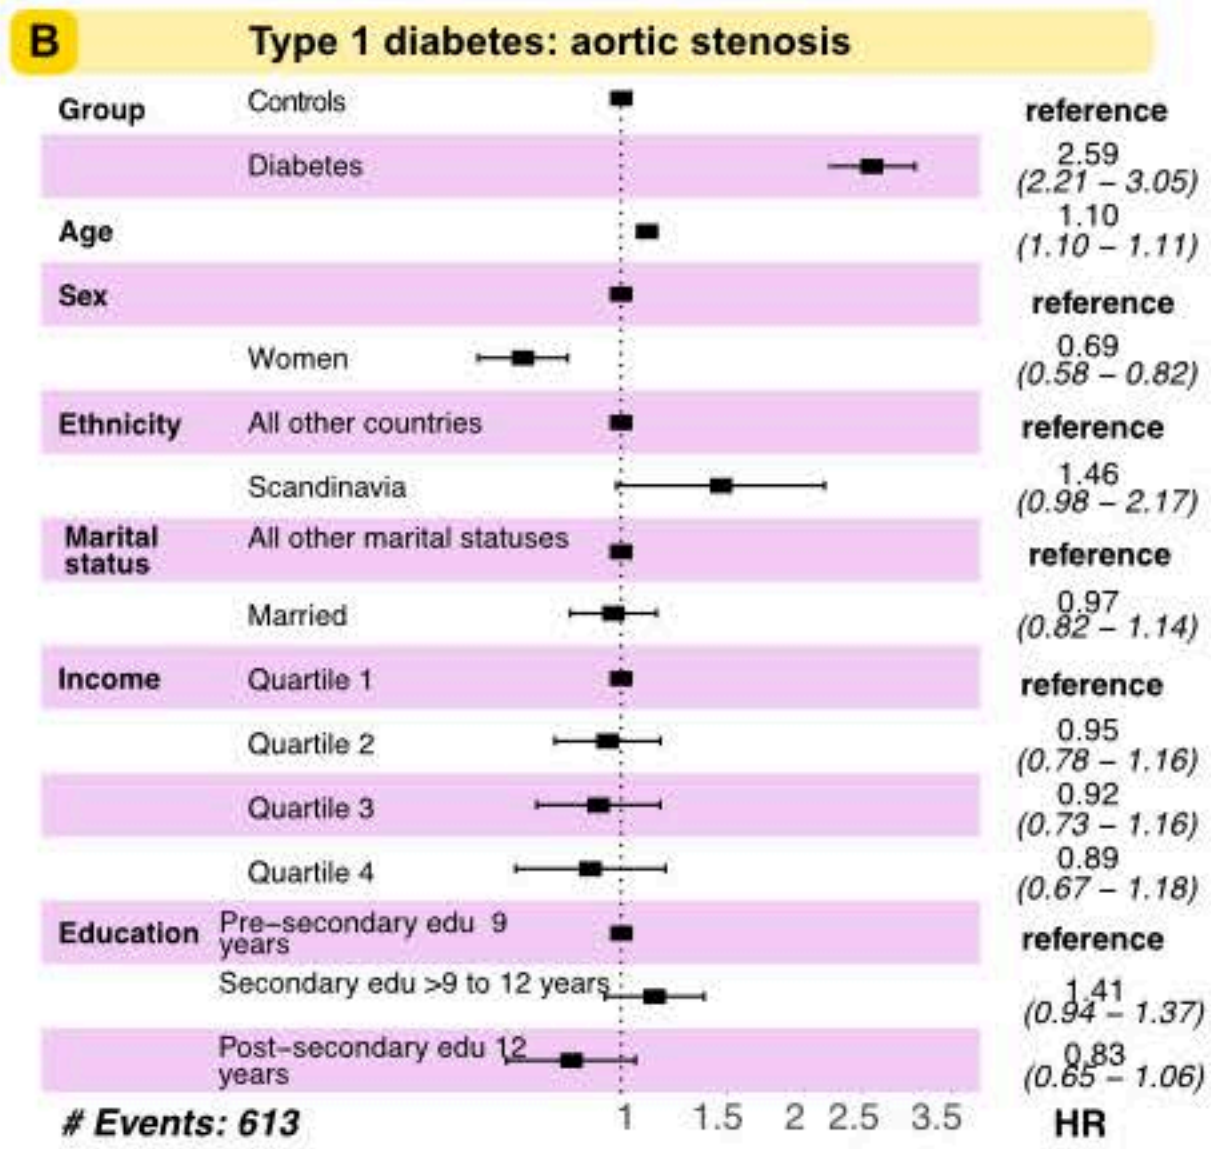 B Type 1 diabetes: aortic stenosis
Group Controls reference
Diabetes 2.59
(2.21 – 3.05)
Age 1.10
(1.10 – 1.11)
Sex reference
Women 0.69
(0.58 – 0.82)
Ethnicity All other countries reference
Scandinavia 1.46
(0.98 – 2.17)
Marital status All other marital statuses reference
Married 0.97
(0.82 – 1.14)
Income Quartile 1 reference
Quartile 2 0.95
(0.78 – 1.16)
Quartile 3 0.92
(0.73 – 1.16)
Quartile 4 0.89
(0.67 – 1.18)
Education Pre–secondary edu 9 years reference
Secondary edu >9 to 12 years 1.41
(0.94 – 1.37)
Post–secondary edu 12 years 0.83
(0.65 – 1.06)
# Events: 613 1 1.5 2 2.5 3.5 HR